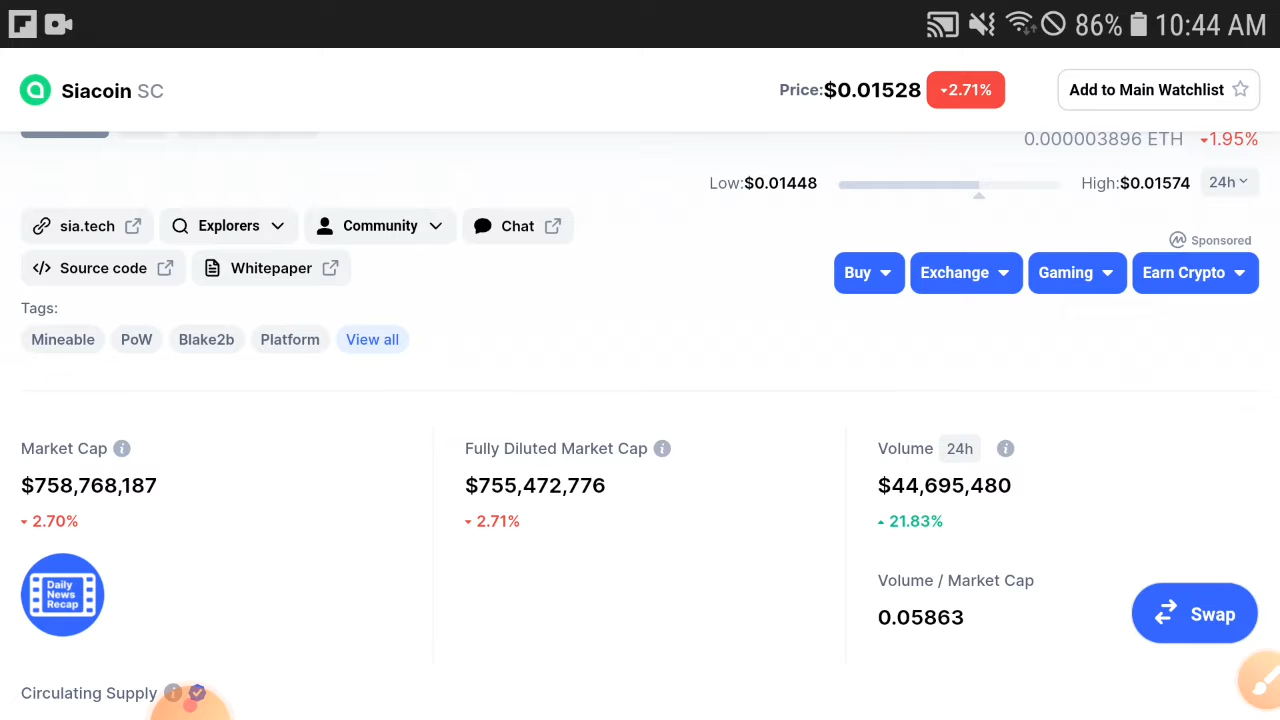 86% 10:44 AM
Siacoin SC
Price:$0.01528 2.71%
Add to Main Watchlist
0.000003896 ETH 1.95%
Low:$0.01448 High:$0.01574 24h
sia.tech Explorers Community Chat
Sponsored
Source code Whitepaper
Buy Exchange Gaming Earn Crypto
Tags:
Mineable PoW Blake2b Platform View all
Market Cap Fully Diluted Market Cap Volume 24h
$758,768,187 $755,472,776 $44,695,480
2.70% 2.71% 21.83%
Daily
News
Recap
Volume / Market Cap
0.05863
Swap
Circulating Supply